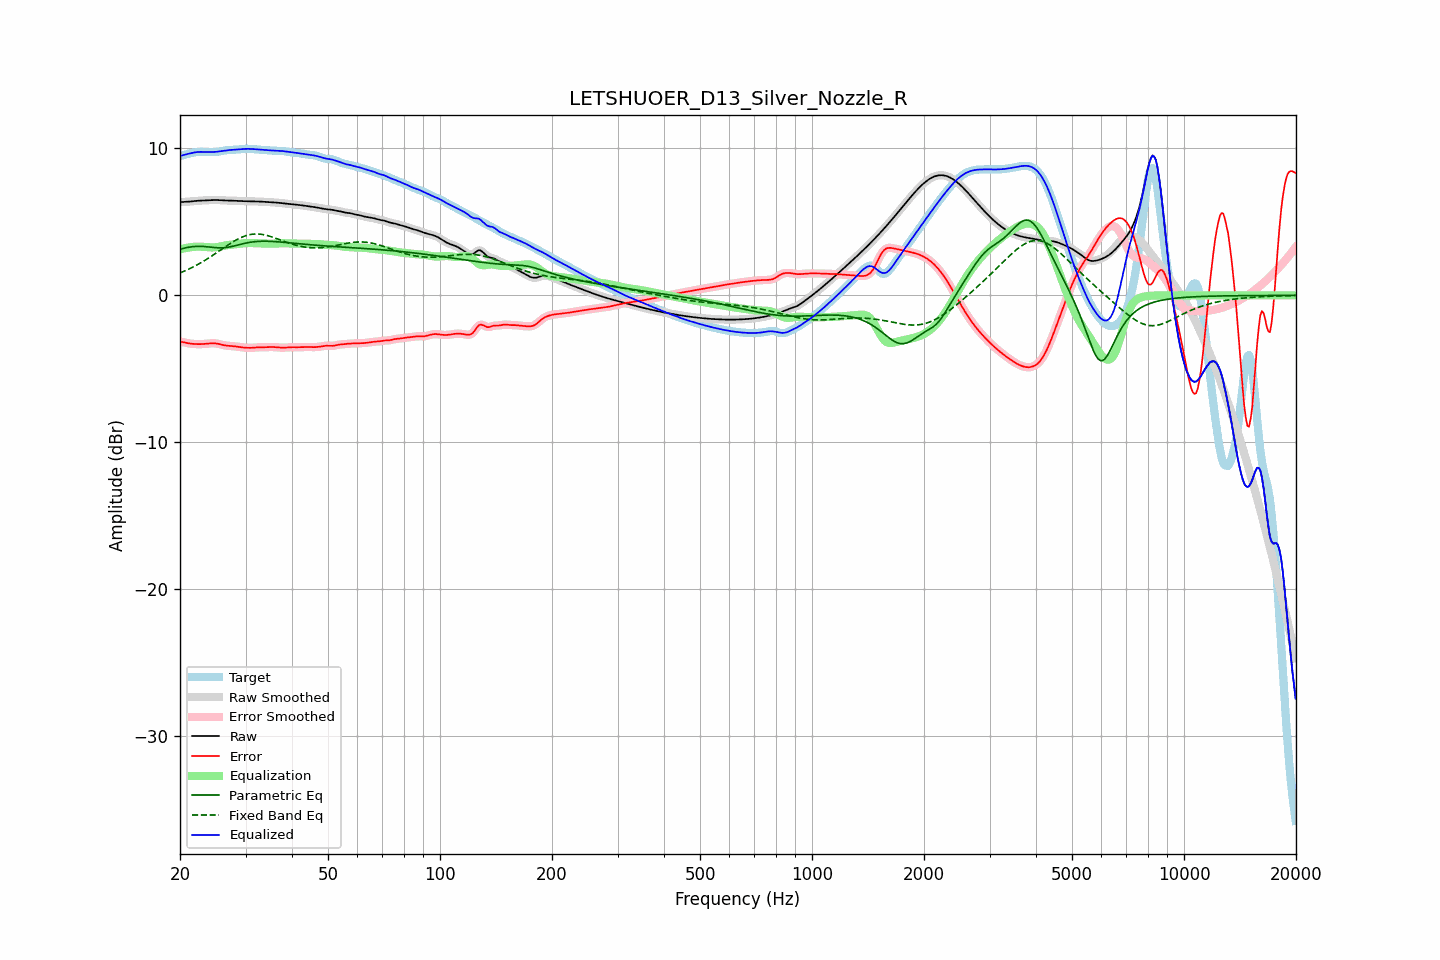 LETSHUOER_D13_Silver_Nozzle_R
Amplitude (dBr)
10
0
−10
−20
−30
Target
Raw Smoothed
Error Smoothed
Raw
Error
Equalization
Parametric Eq
Fixed Band Eq
Equalized
20 50 100 200 500 1000 2000 5000 10000 20000
Frequency (Hz)